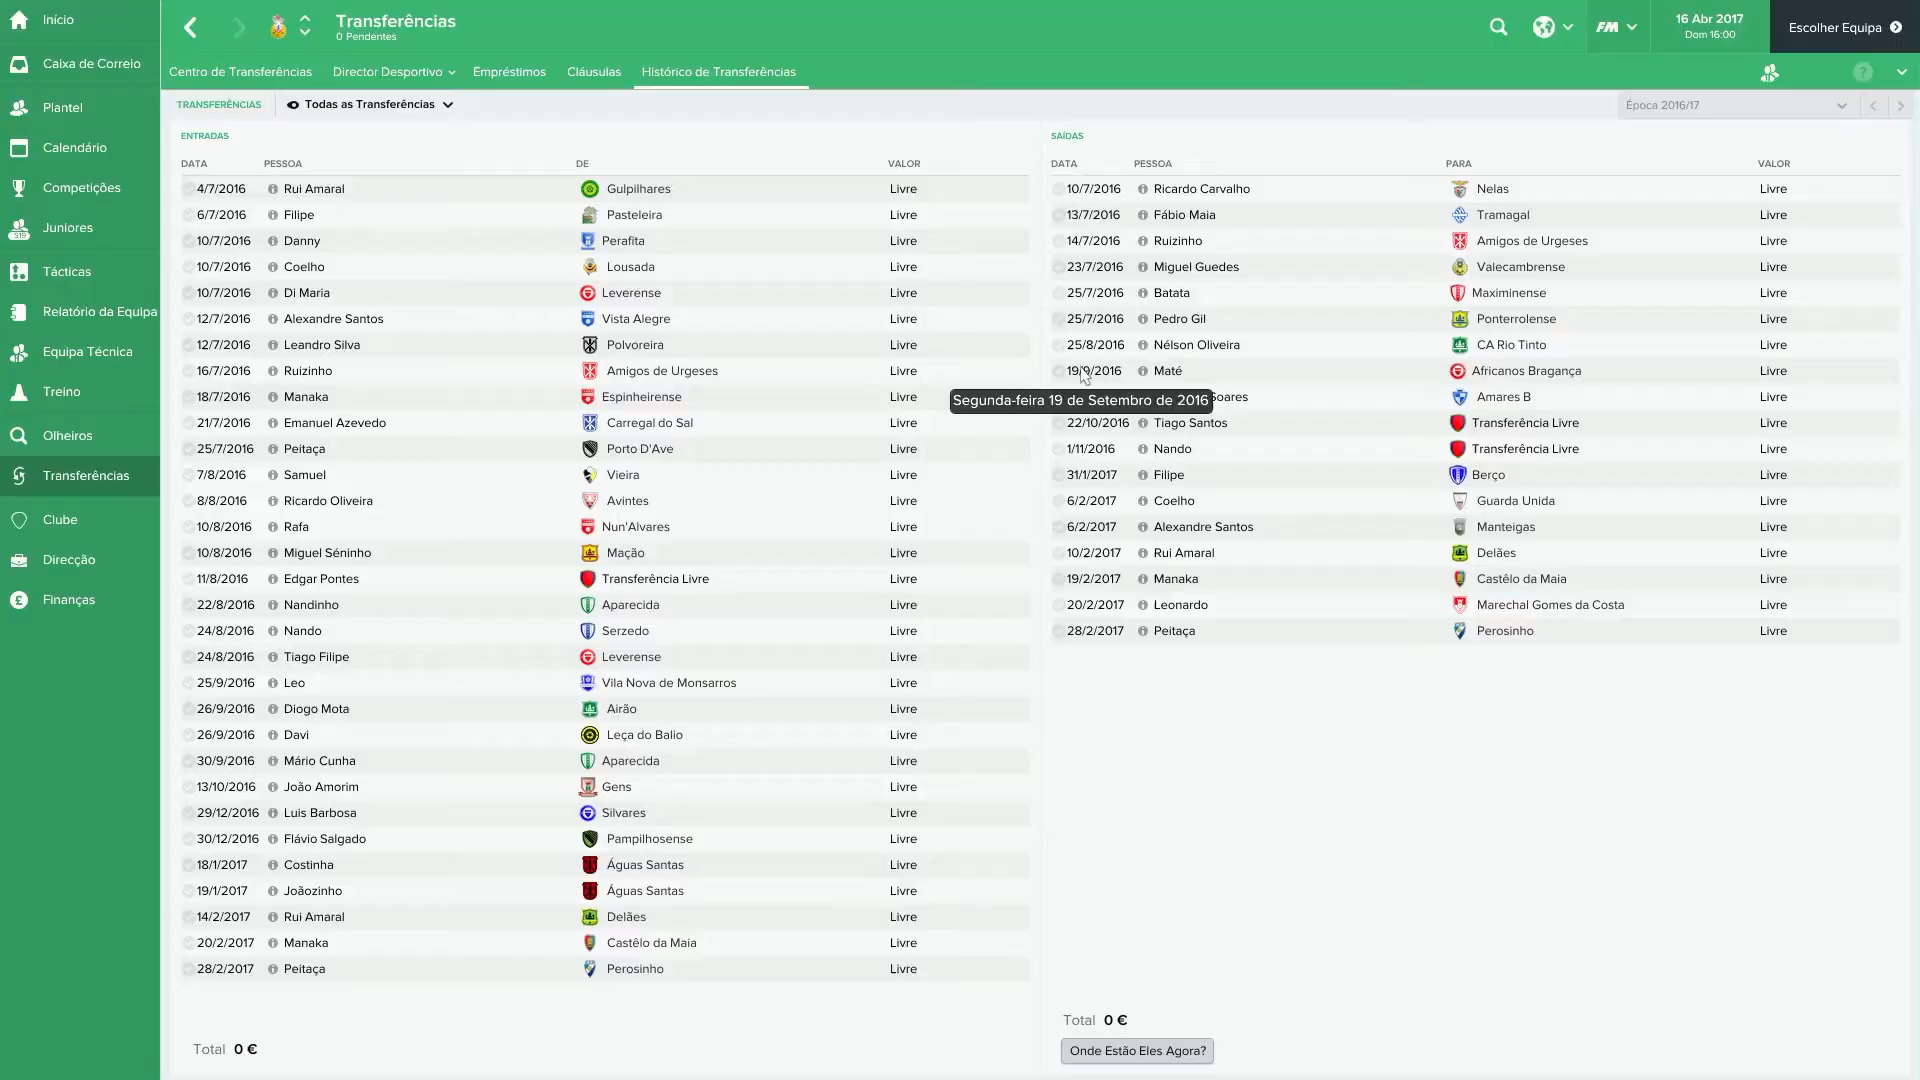 Início
Caixa de Correio
Plantel
Calendário
Competições
Juniores
Tácticas
Relatório da Equipa
Equipa Técnica
Treino
Olheiros
Transferências
Clube
Direcção
Finanças
Transferências
0 Pendentes
FM
16 Abr 2017
Dom 16:00
Escolher Equipa
Centro de Transferências Director Desportivo Empréstimos Cláusulas Histórico de Transferências
TRANSFERÊNCIAS Todas as Transferências Época 2016/17
ENTRADAS
DATA PESSOA DE VALOR
4/7/2016 Rui Amaral Gulpilhares Livre
6/7/2016 Filipe Pasteleira Livre
10/7/2016 Danny Perafita Livre
10/7/2016 Coelho Lousada Livre
10/7/2016 Di Maria Leverense Livre
12/7/2016 Alexandre Santos Vista Alegre Livre
12/7/2016 Leandro Silva Polvoreira Livre
16/7/2016 Ruizinho Amigos de Urgeses Livre
18/7/2016 Manaka Espinheirense Livre
21/7/2016 Emanuel Azevedo Carregal do Sal Livre
25/7/2016 Peitaça Porto D'Ave Livre
7/8/2016 Samuel Vieira Livre
8/8/2016 Ricardo Oliveira Avintes Livre
10/8/2016 Rafa Nun'Alvares Livre
10/8/2016 Miguel Séninho Mação Livre
11/8/2016 Edgar Pontes Transferência Livre Livre
22/8/2016 Nandinho Aparecida Livre
24/8/2016 Nando Serzedo Livre
24/8/2016 Tiago Filipe Leverense Livre
25/9/2016 Leo Vila Nova de Monsarros Livre
26/9/2016 Diogo Mota Airão Livre
26/9/2016 Davi Leça do Balio Livre
30/9/2016 Mário Cunha Aparecida Livre
13/10/2016 João Amorim Gens Livre
29/12/2016 Luis Barbosa Silvares Livre
30/12/2016 Flávio Salgado Pampilhosense Livre
18/1/2017 Costinha Águas Santas Livre
19/1/2017 Joãozinho Águas Santas Livre
14/2/2017 Rui Amaral Delães Livre
20/2/2017 Manaka Castêlo da Maia Livre
28/2/2017 Peitaça Perosinho Livre
Total 0 €
SAÍDAS
DATA PESSOA PARA VALOR
10/7/2016 Ricardo Carvalho Nelas Livre
13/7/2016 Fábio Maia Tramagal Livre
14/7/2016 Ruizinho Amigos de Urgeses Livre
23/7/2016 Miguel Guedes Valecambrense Livre
25/7/2016 Batata Maximinense Livre
25/7/2016 Pedro Gil Ponterrolense Livre
25/8/2016 Nélson Oliveira CA Rio Tinto Livre
19/9/2016 Maté Africanos Bragança Livre
Segunda-feira 19 de Setembro de 2016
Soares Amares B Livre
22/10/2016 Tiago Santos Transferência Livre Livre
1/11/2016 Nando Transferência Livre Livre
31/1/2017 Filipe Berço Livre
6/2/2017 Coelho Guarda Unida Livre
6/2/2017 Alexandre Santos Manteigas Livre
10/2/2017 Rui Amaral Delães Livre
19/2/2017 Manaka Castêlo da Maia Livre
20/2/2017 Leonardo Marechal Gomes da Costa Livre
28/2/2017 Peitaça Perosinho Livre
Total 0 €
Onde Estão Eles Agora?